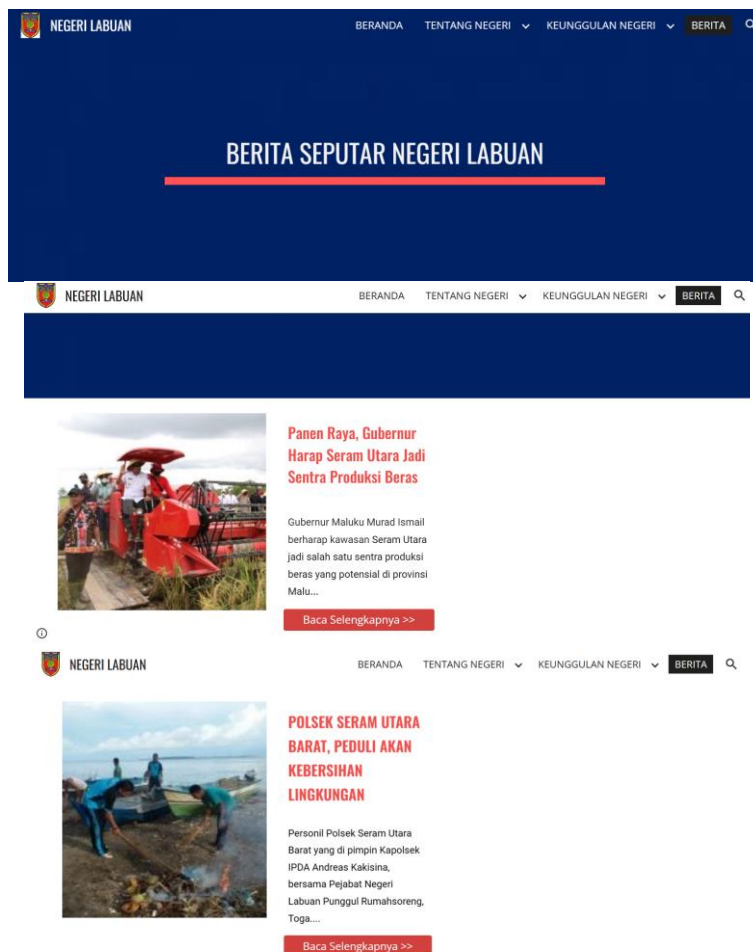 NEGERI LABUAN
BERANDA TENTANG NEGERI KEUNGGULAN NEGERI BERITA
BERITA SEPUTAR NEGERI LABUAN
NEGERI LABUAN
BERANDA TENTANG NEGERI KEUNGGULAN NEGERI BERITA
Panen Raya, Gubernur
Harap Seram Utara Jadi
Sentra Produksi Beras
Gubernur Maluku Murad Ismail
berharap kawasan Seram Utara
jadi salah satu sentra produksi
beras yang potensial di provinsi
Malu...
Baca Selengkapnya >>
NEGERI LABUAN
BERANDA TENTANG NEGERI KEUNGGULAN NEGERI BERITA
POLSEK SERAM UTARA
BARAT, PEDULI AKAN
KEBERSIHAN
LINGKUNGAN
Personil Polsek Seram Utara
Barat yang di pimpin Kapolsek
IPDA Andreas Kakisina,
bersama Pejabat Negeri
Labuan Punggul Rumahsoreng,
Toga....
Baca Selengkapnya >>